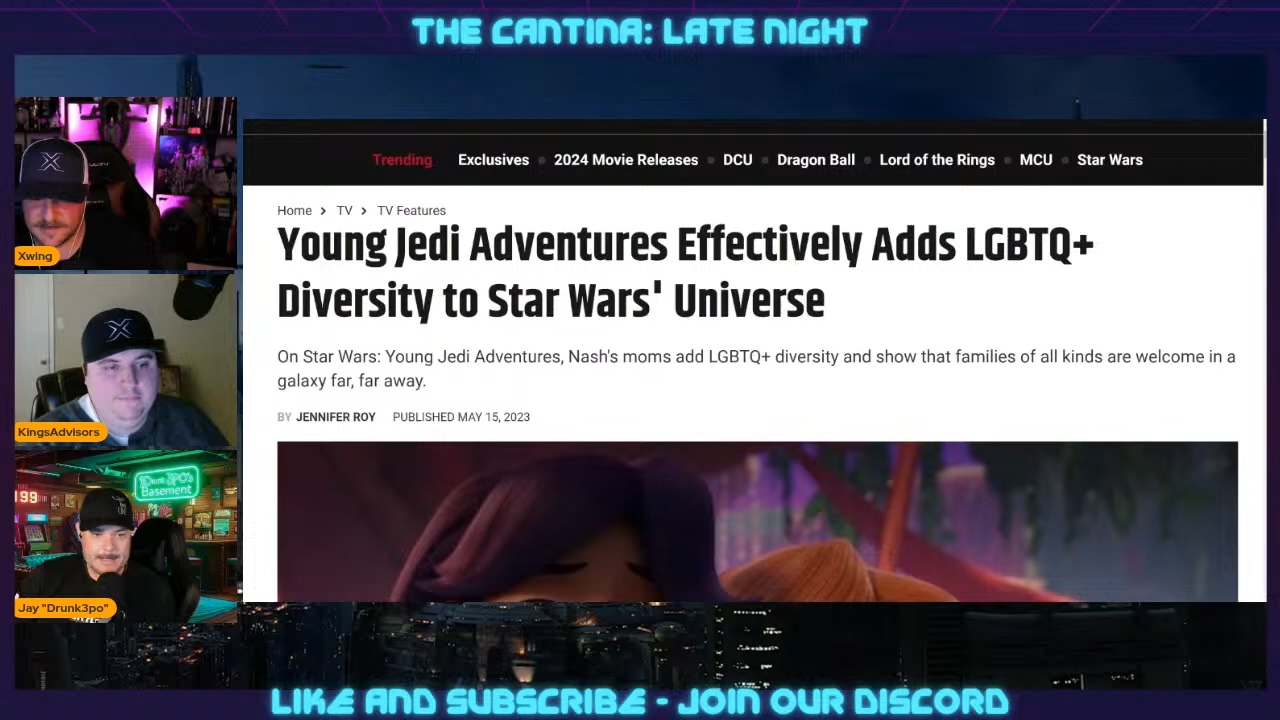 THE CANTINA: LATE NIGHT
Trending Exclusives 2024 Movie Releases DCU Dragon Ball Lord of the Rings MCU Star Wars
Home > TV > TV Features
Young Jedi Adventures Effectively Adds LGBTQ+
Diversity to Star Wars' Universe
On Star Wars: Young Jedi Adventures, Nash's moms add LGBTQ+ diversity and show that families of all kinds are welcome in a
galaxy far, far away.
BY JENNIFER ROY PUBLISHED MAY 15, 2023
X
Xwing
X
KingsAdvisors
Drunk3PO's
Basement
199
Jay "Drunk3po"
LIKE AND SUBSCRIBE - JOIN OUR DISCORD